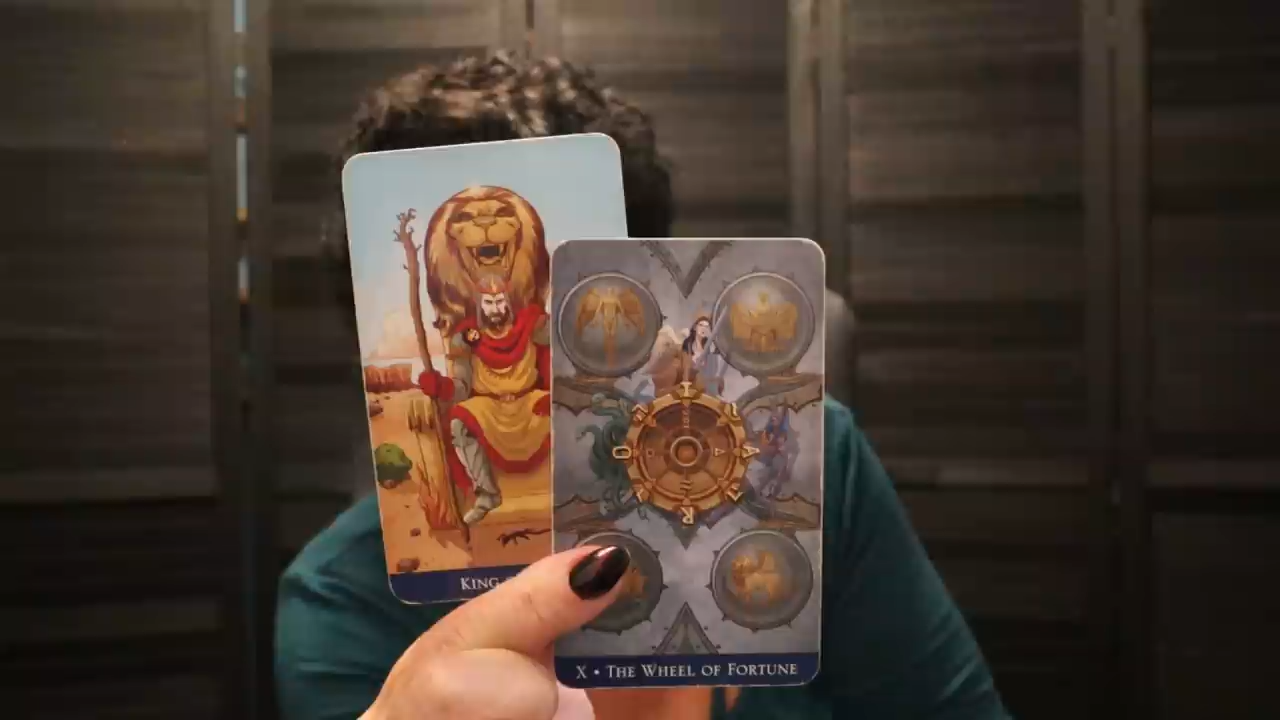 KING
X • THE WHEEL OF FORTUNE